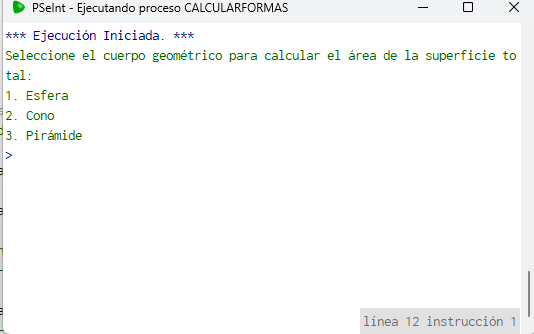 PSeInt - Ejecutando proceso CALCULARFORMAS
*** Ejecución Iniciada. ***
Seleccione el cuerpo geométrico para calcular el área de la superficie to
tal:
1. Esfera
2. Cono
3. Pirámide
>
línea 12 instrucción 1